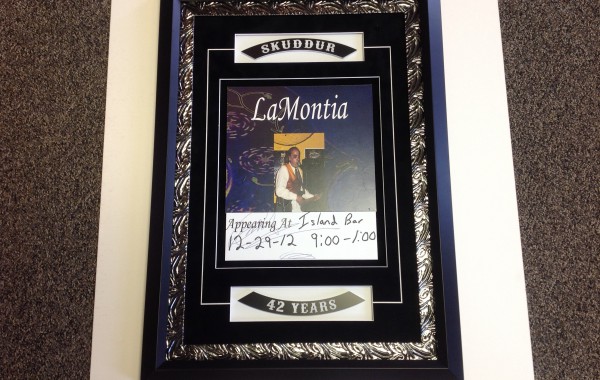 SKUDDUR
LaMontia
Appearing At Island Bar
12-29-12 9:00-1:00
42 YEARS